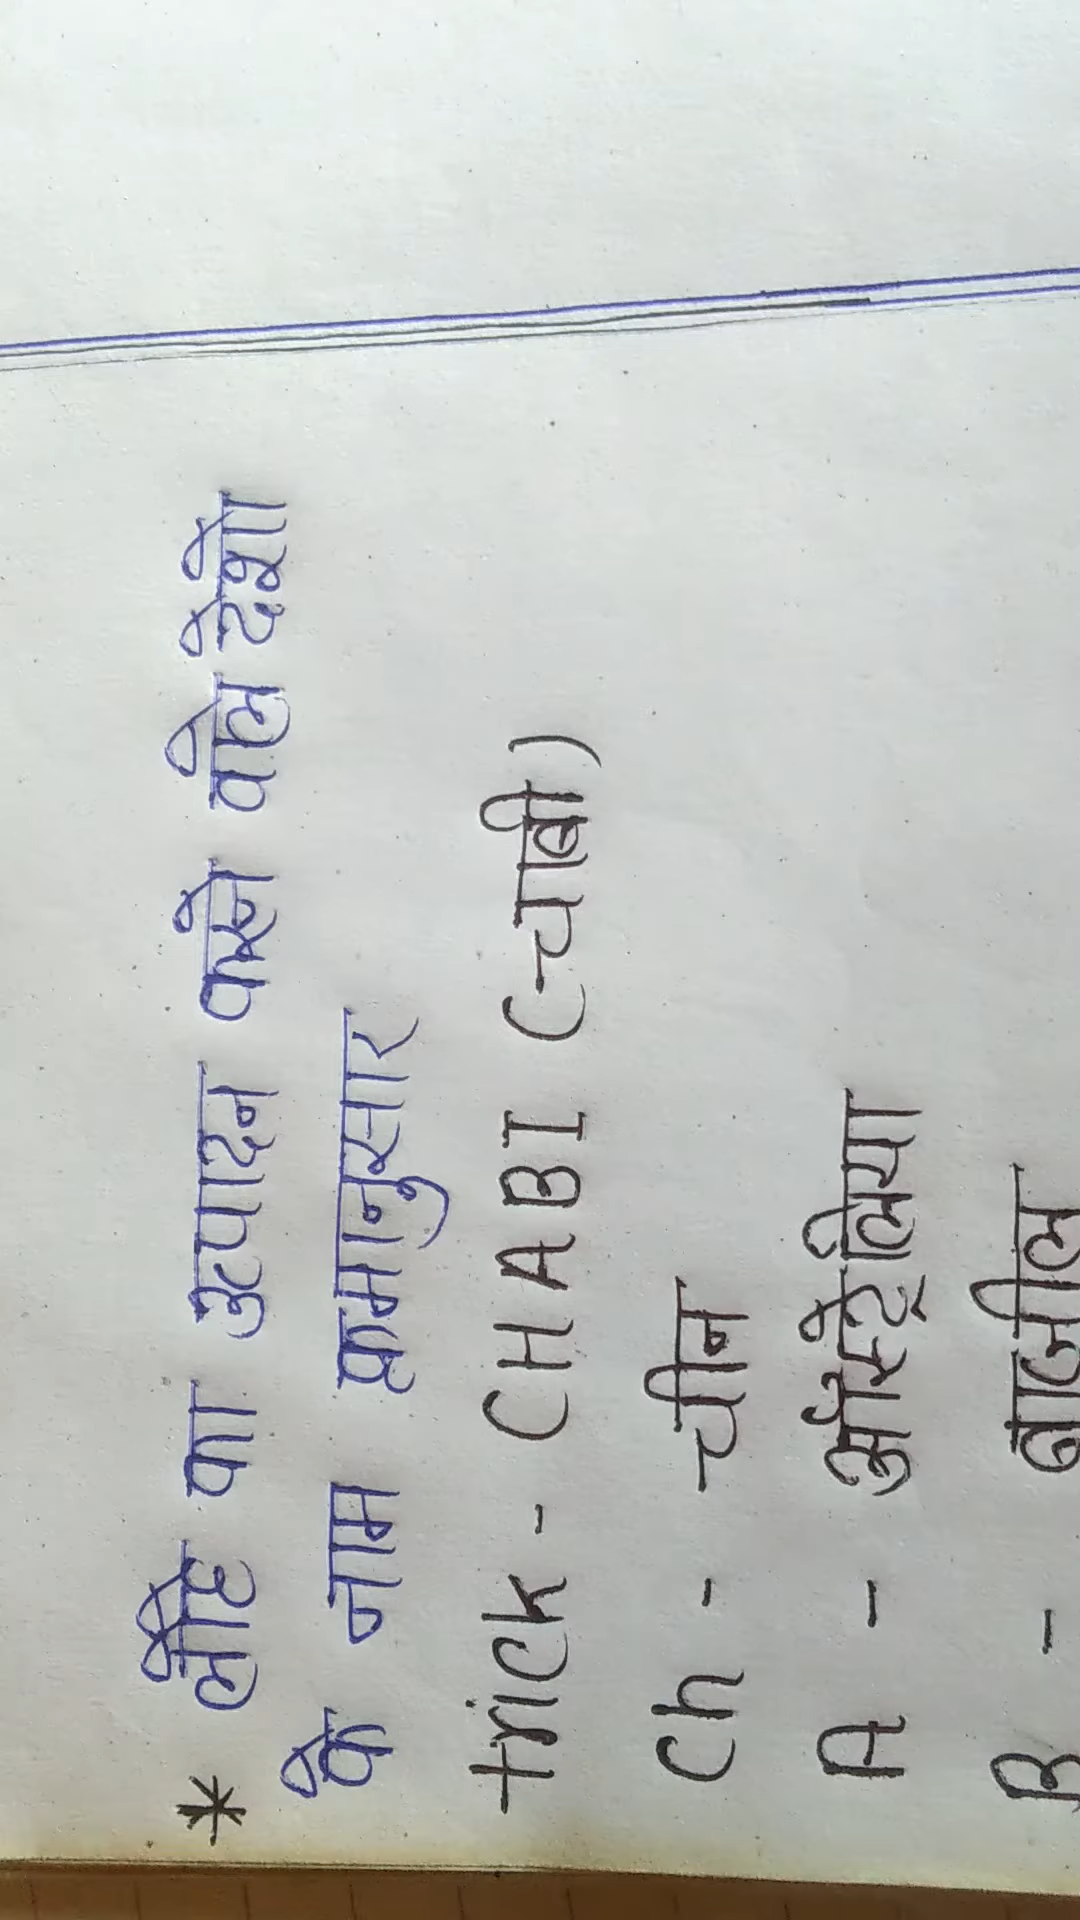 * लौह का उत्पादन करने वाले देशो
के नाम क्रमानुसार
trick - CHABI (चाबी)
Ch - चीन
A - ऑस्ट्रेलिया
B - ब्राजील